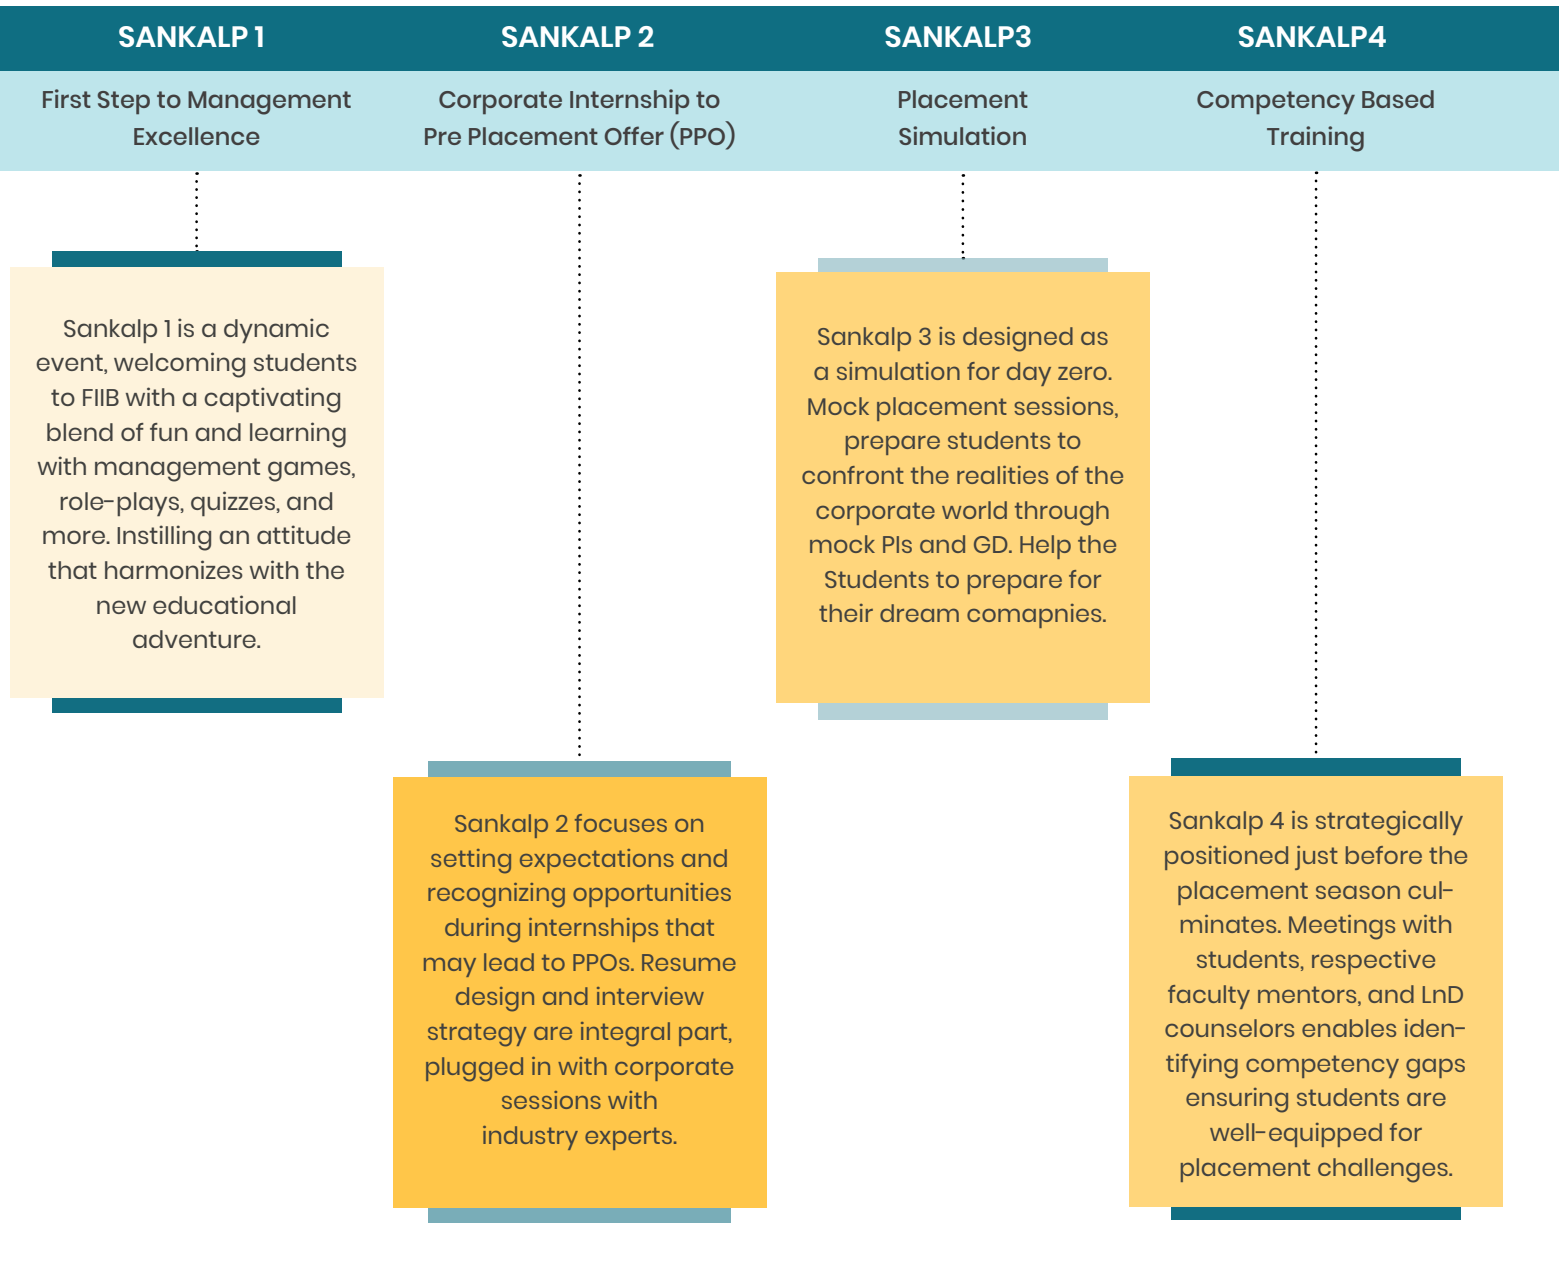 SANKALP 1
SANKALP 2
SANKALP3
SANKALP4
First Step to Management
Excellence
Corporate Internship to
Pre Placement Offer (PPO)
Placement
Simulation
Competency Based
Training
Sankalp 1 is a dynamic
event, welcoming students
to FIIB with a captivating
blend of fun and learning
with management games,
role-plays, quizzes, and
more. Instilling an attitude
that harmonizes with the
new educational
adventure.
Sankalp 2 focuses on
setting expectations and
recognizing opportunities
during internships that
may lead to PPOs. Resume
design and interview
strategy are integral part,
plugged in with corporate
sessions with
industry experts.
Sankalp 3 is designed as
a simulation for day zero.
Mock placement sessions,
prepare students to
confront the realities of the
corporate world through
mock PIs and GD. Help the
Students to prepare for
their dream comapnies.
Sankalp 4 is strategically
positioned just before the
placement season cul-
minates. Meetings with
students, respective
faculty mentors, and LnD
counselors enables iden-
tifying competency gaps
ensuring students are
well-equipped for
placement challenges.